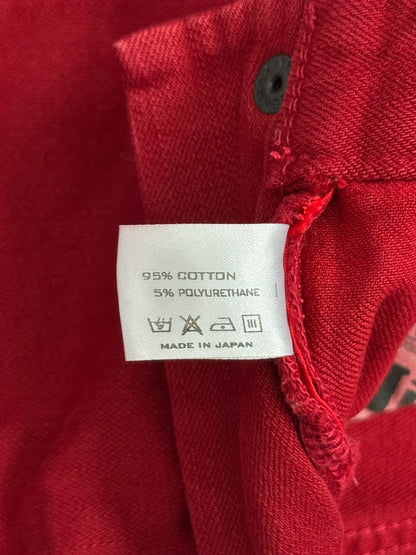 95% COTTON
5% POLYURETHANE
MADE IN JAPAN